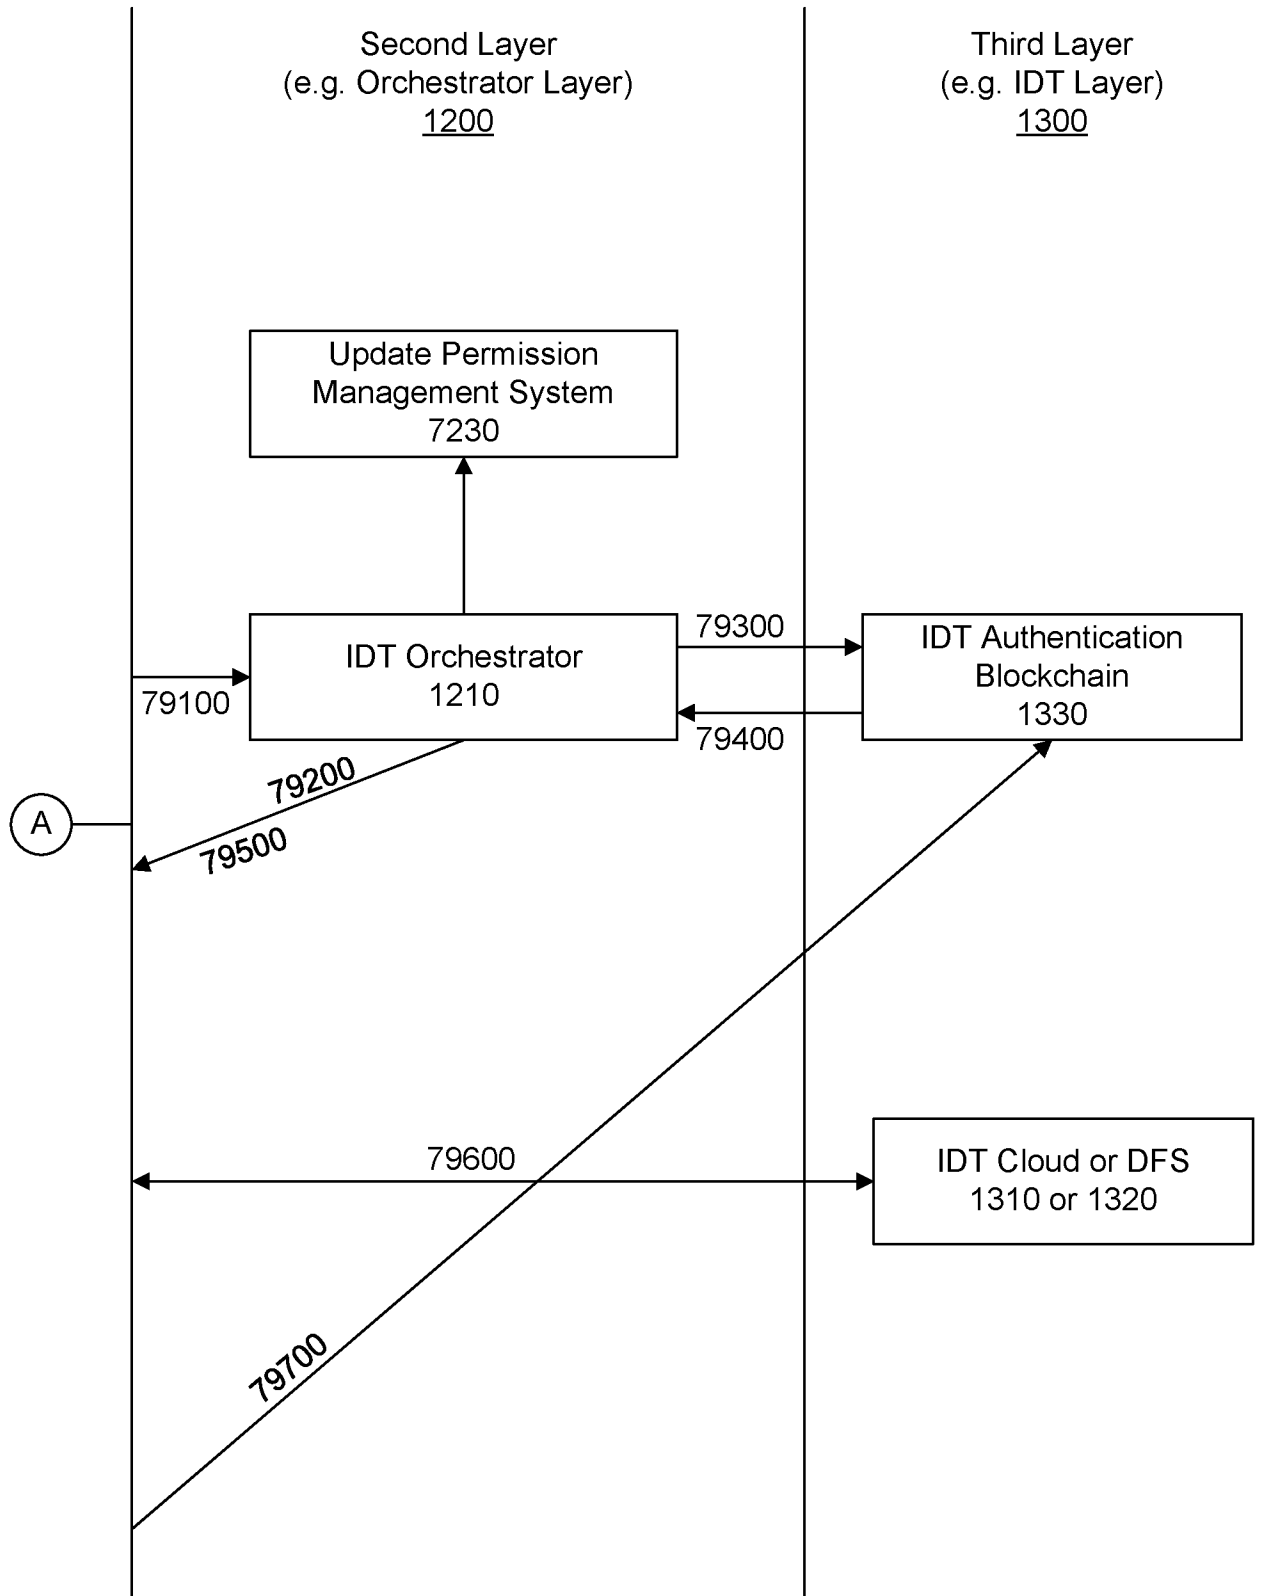 Second Layer
(e.g. Orchestrator Layer)
1200
Third Layer
(e.g. IDT Layer)
1300
Update Permission
Management System
7230
IDT Orchestrator
1210
79300
IDT Authentication
Blockchain
1330
79100
79400
79200
79500
A
79600
IDT Cloud or DFS
1310 or 1320
79700